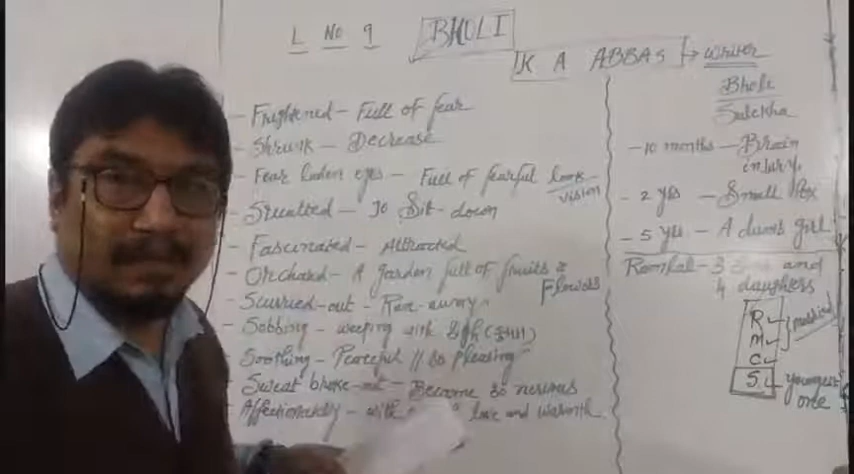 L No 9
BHOLI
K A ABBAS → writer
- Frightened - Full of fear
- Shrunk - Decrease
- Fear laden eyes - Full of fearful look
vision
- Squatted - To Sit-down
- Fascinated - Attracted
- Orchard - A garden full of fruits &
Flowers
- Scurried-out - Ran-away
- Sobbing - weeping with
- Soothing - Peaceful // so pleasing
- Sweat broke-out - Become so nervous
- Affectionately - with love and warmth
Bholi
Sulekha
- 10 months - Brain
injury
- 2 yrs - Small Pox
- 5 yrs - A dumb girl
Ramlal - 3 and
4 daughters
R
M
married
C
S
youngest
one